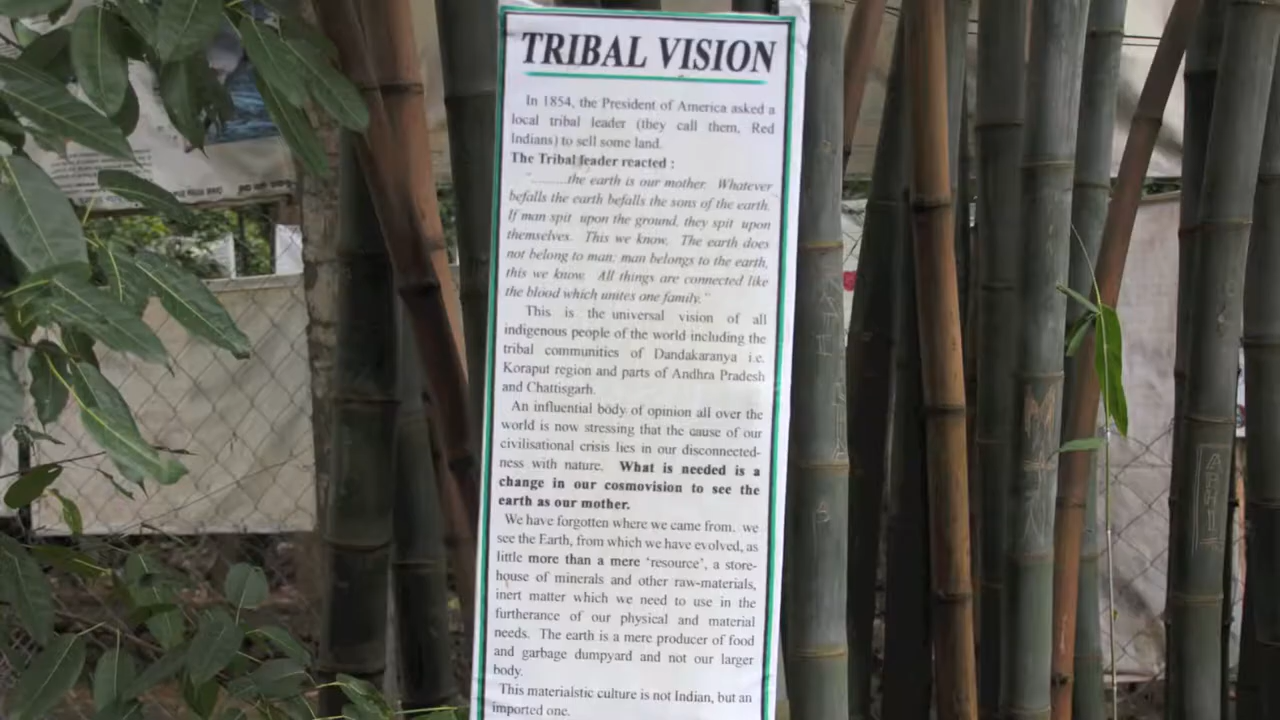 TRIBAL VISION
In 1854, the President of America asked a
local tribal leader (they call them, Red
Indians) to sell some land.
The Tribal leader reacted :
"..........the earth is our mother. Whatever
befalls the earth befalls the sons of the earth.
If man spit upon the ground, they spit upon
themselves. This we know. The earth does
not belong to man; man belongs to the earth,
this we know. All things are connected like
the blood which unites one family."
This is the universal vision of all
indigenous people of the world including the
tribal communities of Dandakaranya i.e.
Koraput region and parts of Andhra Pradesh
and Chattisgarh.
An influential body of opinion all over the
world is now stressing that the cause of our
civilisational crisis lies in our disconnected-
ness with nature. What is needed is a
change in our cosmovision to see the
earth as our mother.
We have forgotten where we came from. we
see the Earth, from which we have evolved, as
little more than a mere 'resource', a store-
house of minerals and other raw-materials,
inert matter which we need to use in the
furtherance of our physical and material
needs. The earth is a mere producer of food
and garbage dumpyard and not our larger
body.
This materialstic culture is not Indian, but an
imported one.